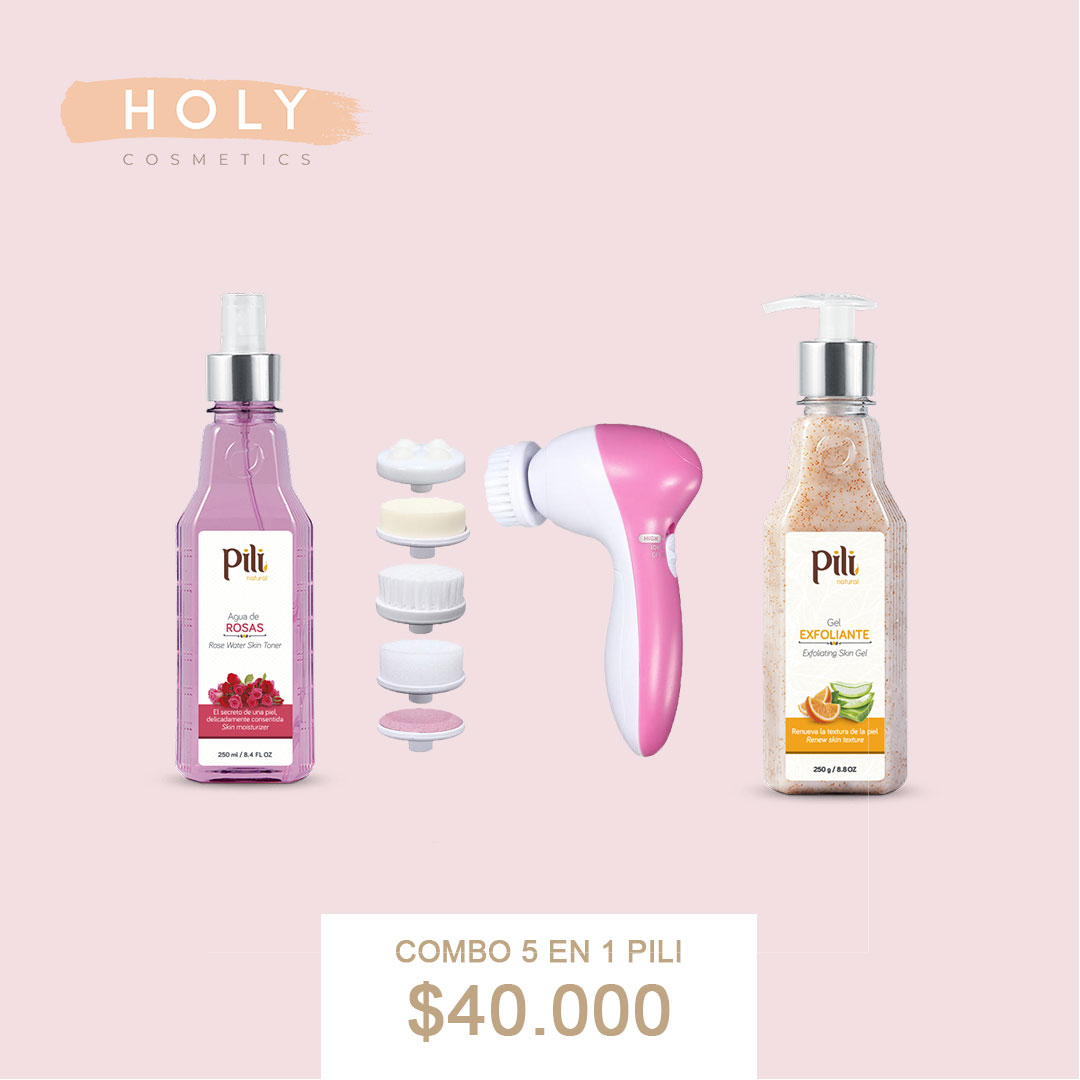 HOLY
COSMETICS
Pili
natural
Agua de
ROSAS
Rose Water Skin Toner
El secreto de una piel,
delicadamente consentida
Skin moisturizer
250 ml / 8.4 FL OZ
HIGH
Pili
natural
Gel
EXFOLIANTE
Exfoliating Skin Gel
Renueva la textura de la piel
Renew skin texture
250 g / 8.8 OZ
COMBO 5 EN 1 PILI
$40.000